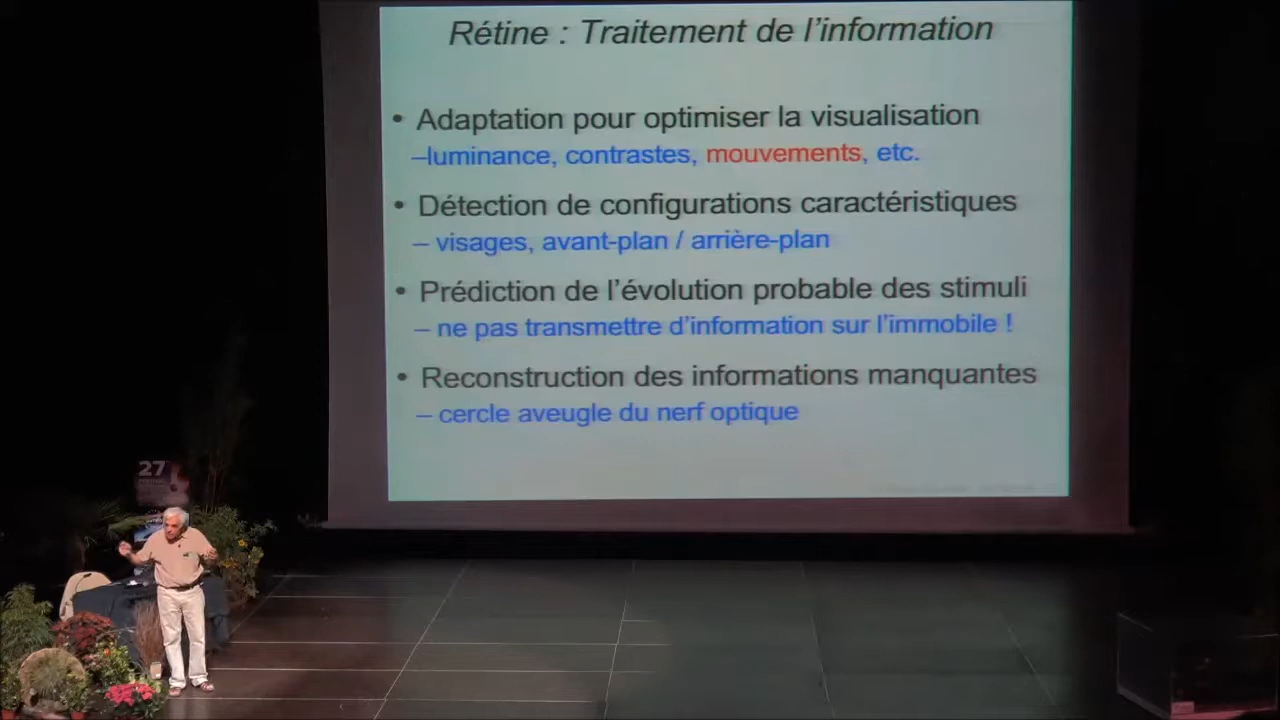 Rétine : Traitement de l'information
• Adaptation pour optimiser la visualisation
–luminance, contrastes, mouvements, etc.
• Détection de configurations caractéristiques
– visages, avant-plan / arrière-plan
• Prédiction de l'évolution probable des stimuli
– ne pas transmettre d'information sur l'immobile !
• Reconstruction des informations manquantes
– cercle aveugle du nerf optique
27